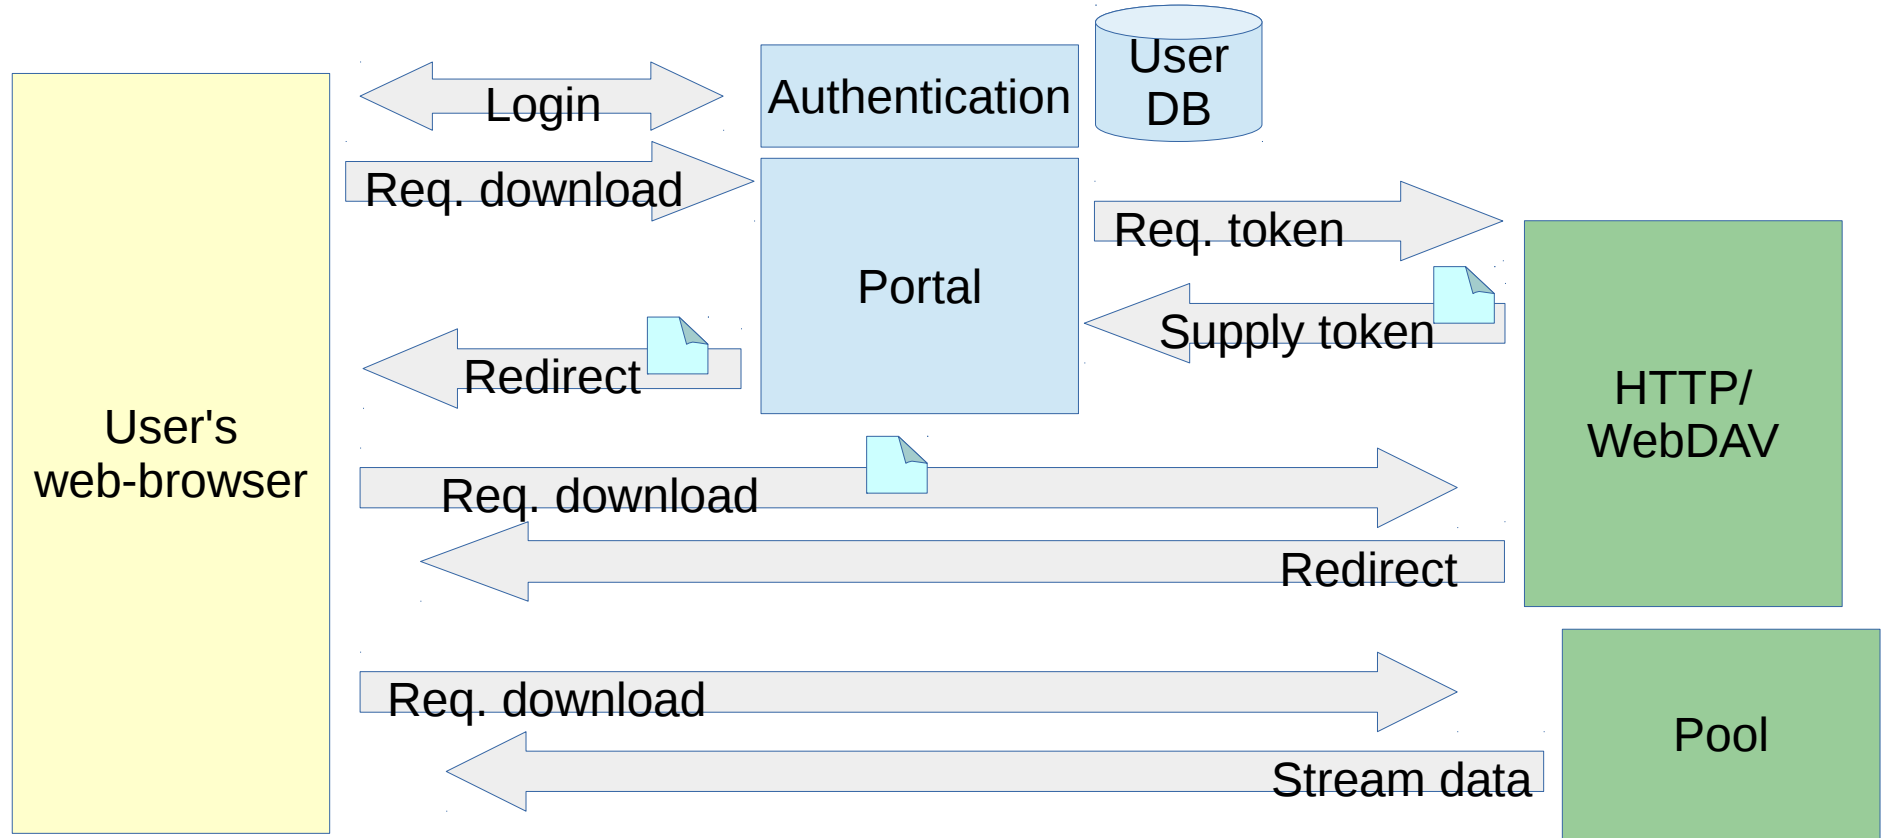 User
DB
Login
Authentication
Req. download
Req. token
Portal
Supply token
Redirect
HTTP/
WebDAV
User's
web-browser
Req. download
Redirect
Req. download
Pool
Stream data